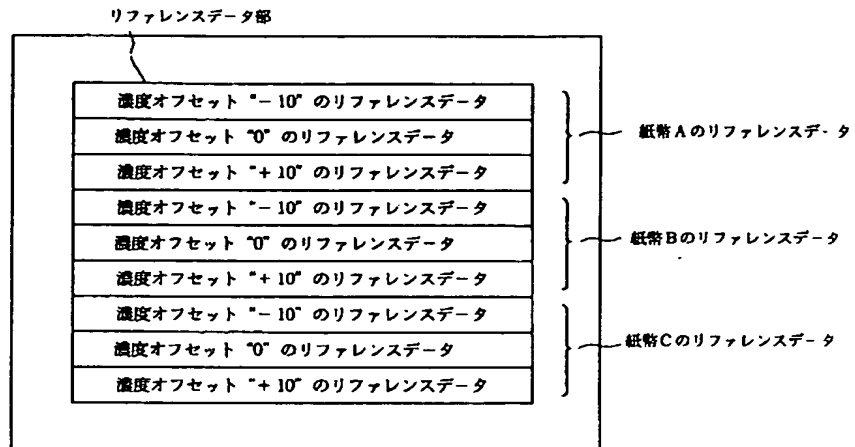 リファレンスデータ部
濃度オフセット "－10" のリファレンスデータ
濃度オフセット "0" のリファレンスデータ
濃度オフセット "＋10" のリファレンスデータ
紙幣Aのリファレンスデータ
濃度オフセット "－10" のリファレンスデータ
濃度オフセット "0" のリファレンスデータ
濃度オフセット "＋10" のリファレンスデータ
紙幣Bのリファレンスデータ
濃度オフセット "－10" のリファレンスデータ
濃度オフセット "0" のリファレンスデータ
濃度オフセット "＋10" のリファレンスデータ
紙幣Cのリファレンスデータ